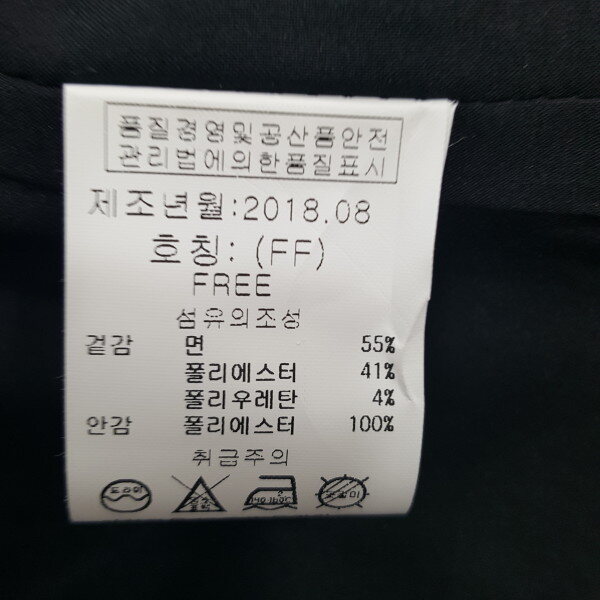 품질경영및공산품안전
관리법에의한품질표시
제조년월:2018.08
호칭: (FF)
FREE
섬유의조성
겉감 면 55%
폴리에스터 41%
폴리우레탄 4%
안감 폴리에스터 100%
취급주의
드라이